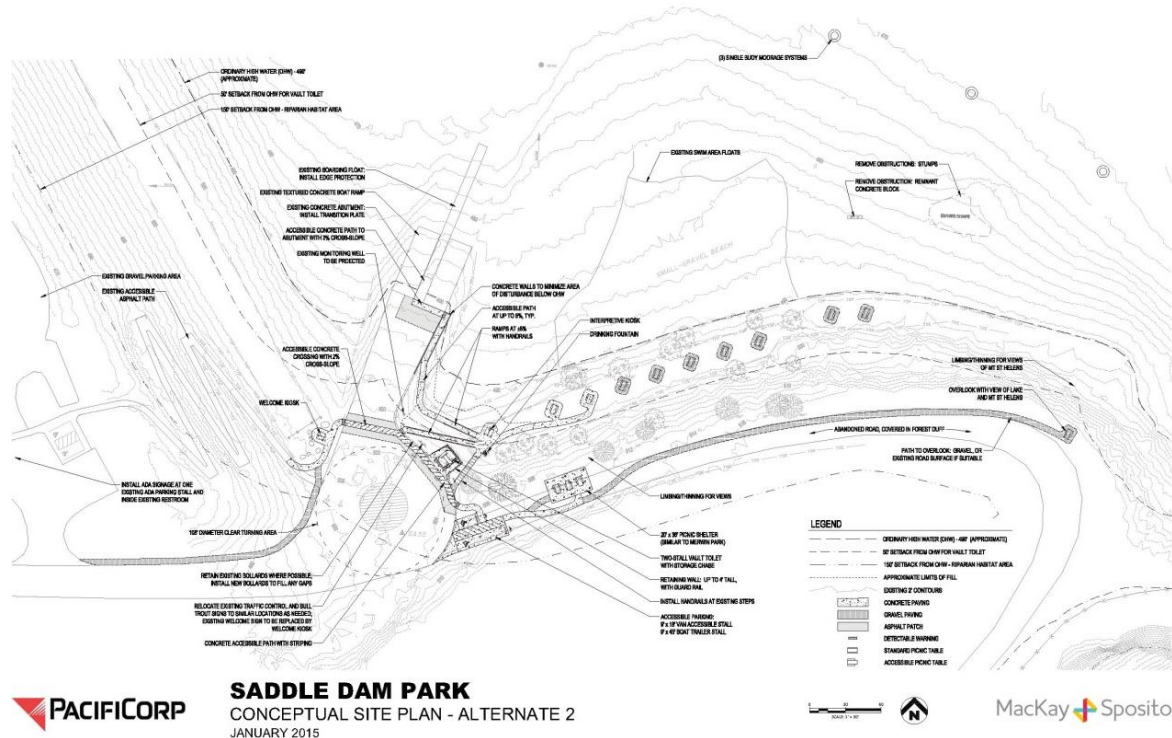 ORDINARY HIGH WATER (OHW) - 490'
(APPROXIMATE)
50' SETBACK FROM OHW FOR VAULT TOILET
150' SETBACK FROM OHW - RIPARIAN HABITAT AREA
(3) SINGLE BUOY MOORAGE SYSTEMS
EXISTING BOARDING FLOAT:
INSTALL EDGE PROTECTION
EXISTING TEXTURED CONCRETE BOAT RAMP
EXISTING CONCRETE ABUTMENT:
INSTALL TRANSITION PLATE
ACCESSIBLE CONCRETE PATH TO
ABUTMENT WITH 2% CROSS-SLOPE
EXISTING MONITORING WELL
TO BE PROTECTED
EXISTING SWIM AREA FLOATS
REMOVE OBSTRUCTIONS: STUMPS
REMOVE OBSTRUCTION: REMNANT
CONCRETE BLOCK
SMALL-GRAVEL BEACH
EXISTING GRAVEL PARKING AREA
EXISTING ACCESSIBLE
ASPHALT PATH
CONCRETE WALLS TO MINIMIZE AREA
OF DISTURBANCE BELOW OHW
ACCESSIBLE PATH
AT UP TO 5%, TYP.
RAMPS AT
WITH HANDRAILS
INTERPRETIVE KIOSK
DRINKING FOUNTAIN
ACCESSIBLE CONCRETE
CROSSING WITH 2%
CROSS-SLOPE
WELCOME KIOSK
LIMBING/THINNING FOR VIEWS
OF MT ST HELENS
OVERLOOK WITH VIEW OF LAKE
AND MT ST HELENS
ABANDONED ROAD, COVERED IN FOREST DUFF
PATH TO OVERLOOK: GRAVEL, OR
EXISTING ROAD SURFACE IF SUITABLE
INSTALL ADA SIGNAGE AT ONE
EXISTING ADA PARKING STALL AND
INSIDE EXISTING RESTROOM
DIAMETER CLEAR TURNING AREA
LIMBING/THINNING FOR VIEWS
PICNIC SHELTER
(SIMILAR TO MERWIN PARK)
TWO-STALL VAULT TOILET
WITH STORAGE CHASE
RETAINING WALL: UP TO 4' TALL,
WITH GUARD RAIL
INSTALL HANDRAILS AT EXISTING STEPS
ACCESSIBLE PARKING:
VAN ACCESSIBLE STALL
BOAT TRAILER STALL
RETAIN EXISTING BOLLARDS WHERE POSSIBLE,
INSTALL NEW BOLLARDS TO FILL ANY GAPS
RELOCATE EXISTING TRAFFIC CONTROL AND BULL
TROUT SIGNS TO SIMILAR LOCATIONS AS NEEDED;
EXISTING WELCOME SIGN TO BE REPLACED BY
WELCOME KIOSK
CONCRETE ACCESSIBLE PATH WITH STRIPING
LEGEND
ORDINARY HIGH WATER (OHW) - 490' (APPROXIMATE)
50' SETBACK FROM OHW FOR VAULT TOILET
150' SETBACK FROM OHW - RIPARIAN HABITAT AREA
APPROXIMATE LIMITS OF FILL
EXISTING 2' CONTOURS
CONCRETE PAVING
GRAVEL PAVING
ASPHALT PATCH
DETECTABLE WARNING
STANDARD PICNIC TABLE
ACCESSIBLE PICNIC TABLE
PACIFICORP
SADDLE DAM PARK
CONCEPTUAL SITE PLAN - ALTERNATE 2
JANUARY 2015
N
MacKay Sposito